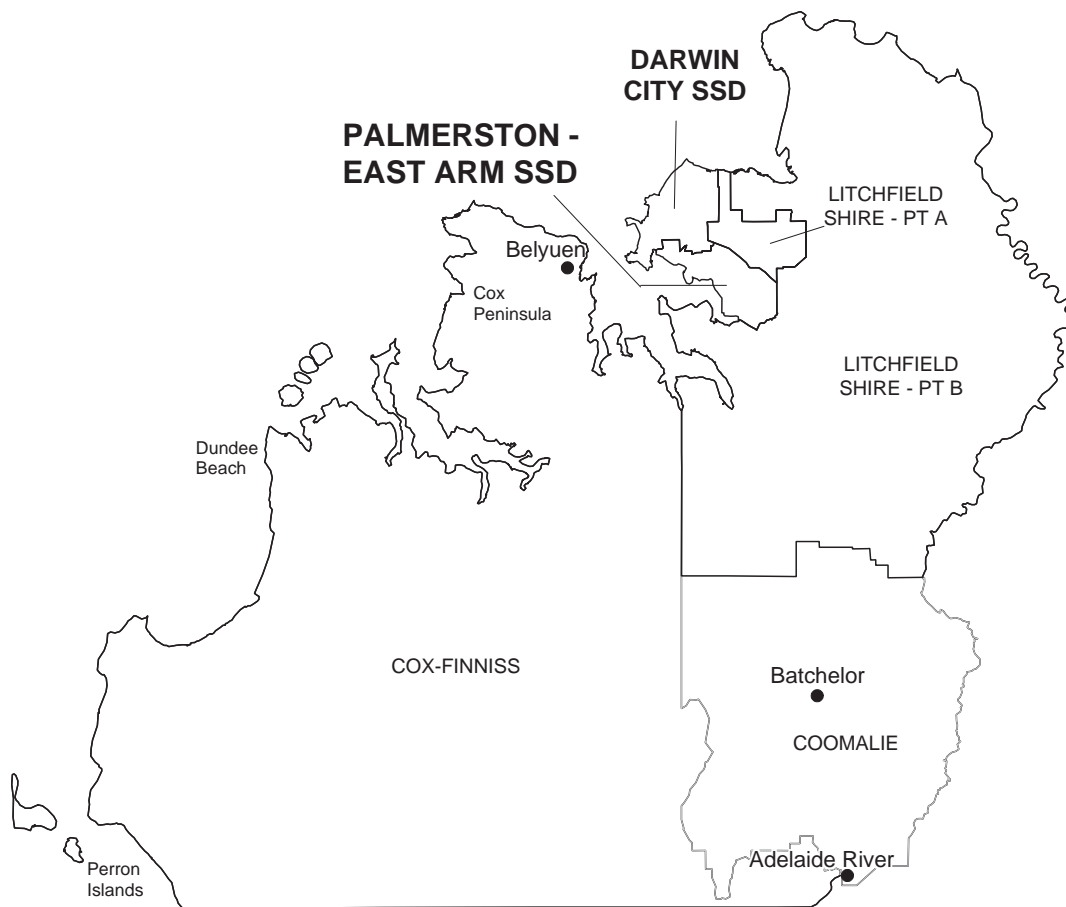 DARWIN
CITY SSD
PALMERSTON -
EAST ARM SSD
LITCHFIELD
SHIRE - PT A
Belyuen
Cox
Peninsula
LITCHFIELD
SHIRE - PT B
Dundee
Beach
COX-FINNISS
Batchelor
COOMALIE
Adelaide River
Perron
Islands